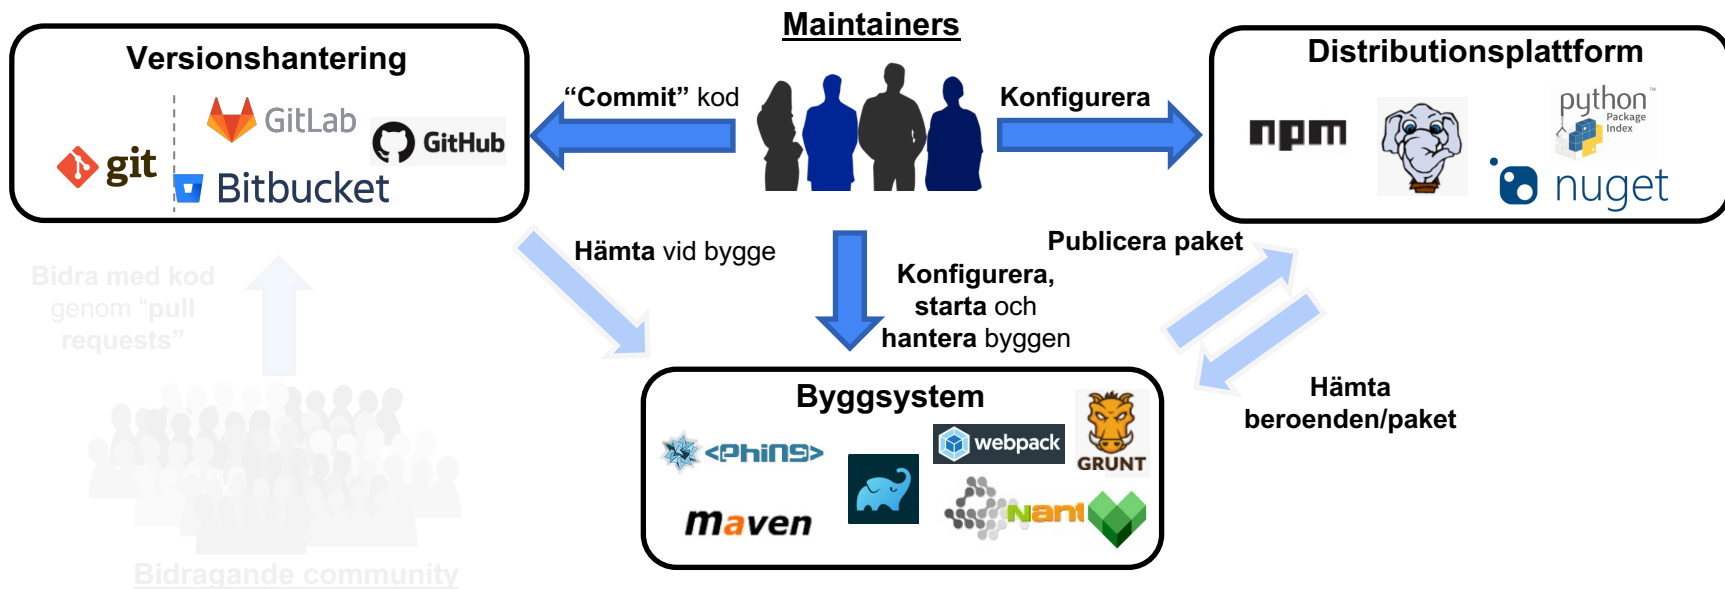 Maintainers
Versionshantering
Distributionsplattform
“Commit” kod
Konfigurera
GitLab
GitHub
git
Bitbucket
npm
python™
Package
Index
nuget
Hämta vid bygge
Publicera paket
Konfigurera,
starta och
hantera byggen
Bidra med kod
genom “pull
requests”
Hämta
beroenden/paket
Byggsystem
<PhiNG>
webpack
GRUNT
maven
Nant
Bidragande community